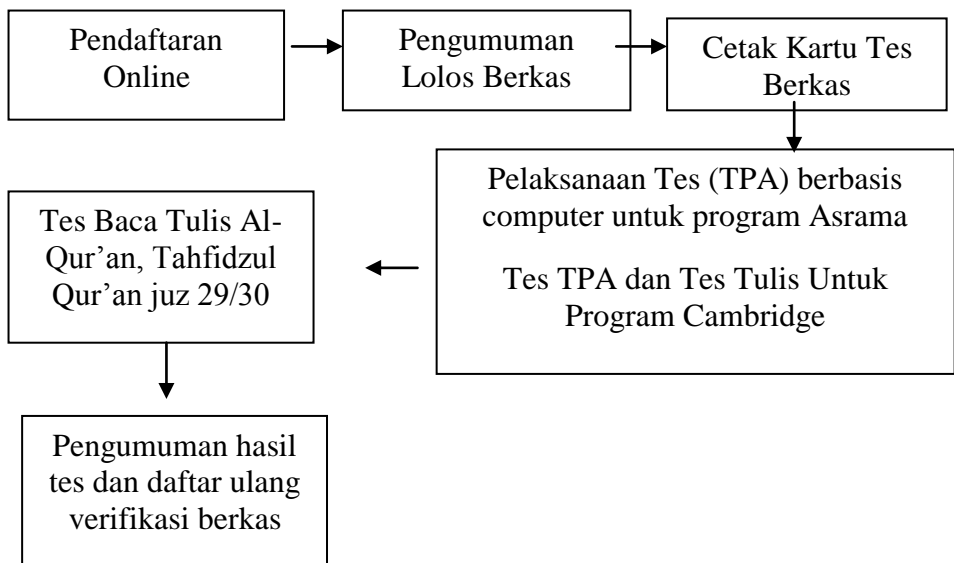 Pendaftaran
Online
Pengumuman
Lolos Berkas
Cetak Kartu Tes
Berkas
Pelaksanaan Tes (TPA) berbasis
computer untuk program Asrama
Tes TPA dan Tes Tulis Untuk
Program Cambridge
Tes Baca Tulis Al-
Qur’an, Tahfidzul
Qur’an juz 29/30
Pengumuman hasil
tes dan daftar ulang
verifikasi berkas